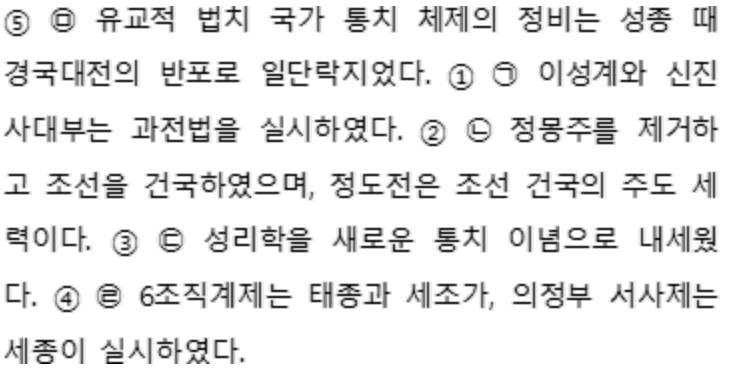 ⑤ ㉤ 유교적 법치 국가 통치 체제의 정비는 성종 때
경국대전의 반포로 일단락지었다. ① ㉠ 이성계와 신진
사대부는 과전법을 실시하였다. ② ㉡ 정몽주를 제거하
고 조선을 건국하였으며, 정도전은 조선 건국의 주도 세
력이다. ③ ㉢ 성리학을 새로운 통치 이념으로 내세웠
다. ④ ㉣ 6조직계제는 태종과 세조가, 의정부 서사제는
세종이 실시하였다.